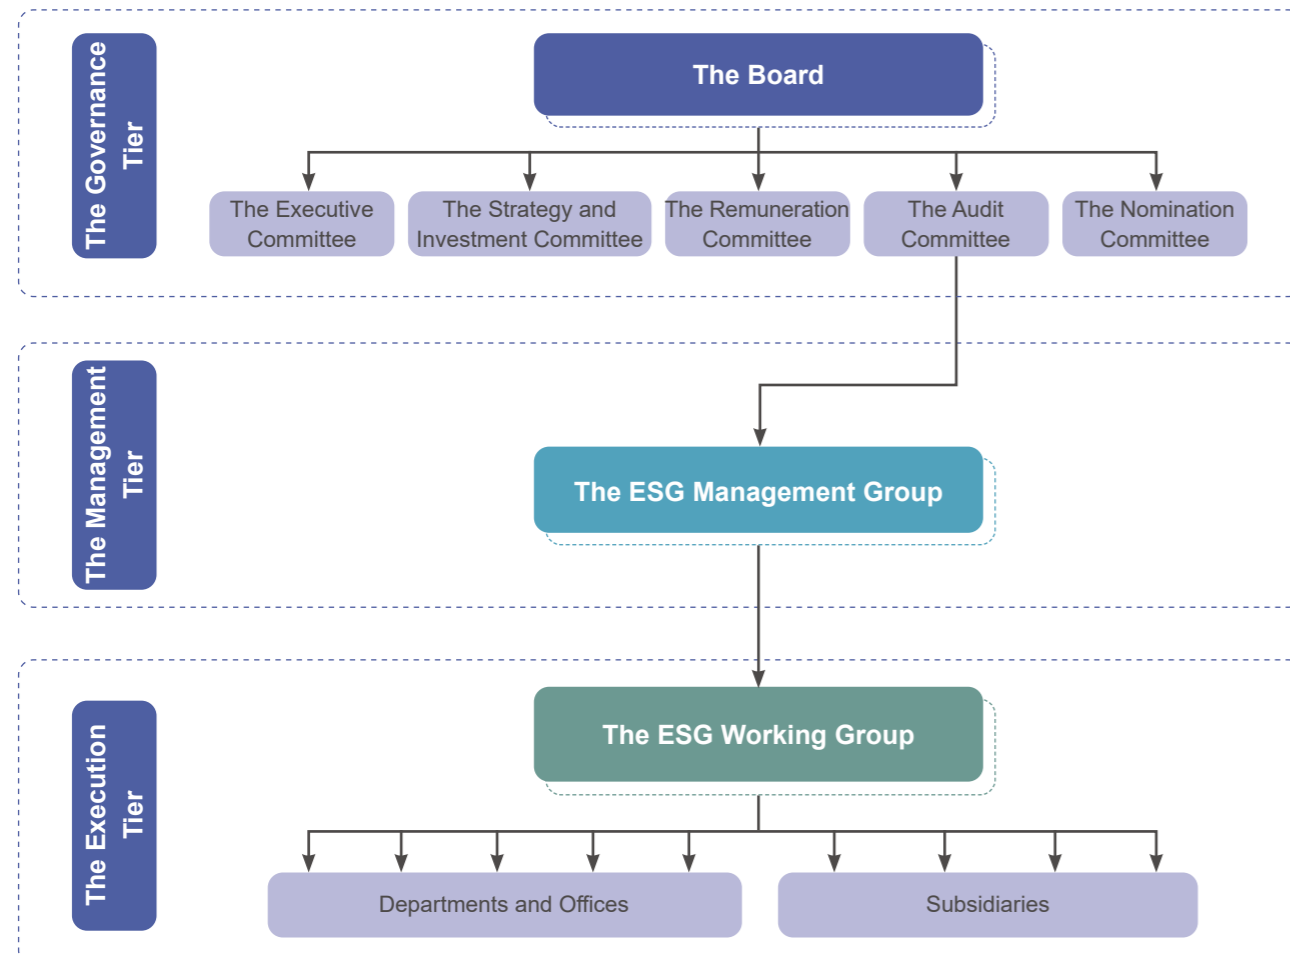 The Governance
Tier
The Board
The Executive
Committee
The Strategy and
Investment Committee
The Remuneration
Committee
The Audit
Committee
The Nomination
Committee
The Management
Tier
The ESG Management Group
The Execution
Tier
The ESG Working Group
Departments and Offices
Subsidiaries